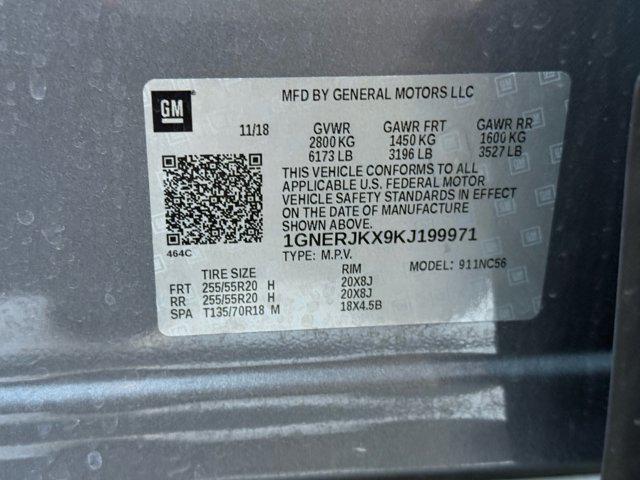 GM
MFD BY GENERAL MOTORS LLC
11/18 GVWR GAWR FRT GAWR RR
2800 KG 1450 KG 1600 KG
6173 LB 3196 LB 3527 LB
THIS VEHICLE CONFORMS TO ALL
APPLICABLE U.S. FEDERAL MOTOR
VEHICLE SAFETY STANDARDS IN EFFECT
ON THE DATE OF MANUFACTURE
SHOWN ABOVE.
1GNERJKX9KJ199971
464C
TYPE: M.P.V. MODEL: 911NC56
TIRE SIZE RIM
FRT 255/55R20 H 20X8J
RR 255/55R20 H 20X8J
SPA T135/70R18 M 18X4.5B